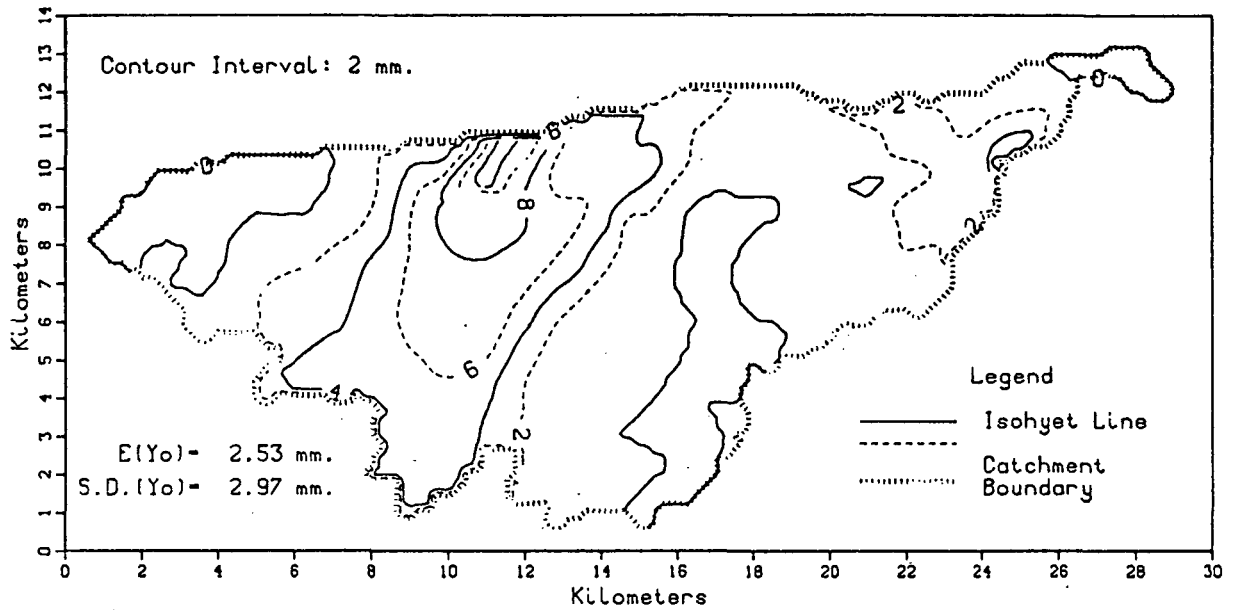 Contour Interval: 2 mm.
E(Yo)= 2.53 mm.
S.D.(Yo)= 2.97 mm.
Legend
Isohyet Line
Catchment
Boundary
Kilometers
14
13
12
11
10
9
8
7
6
5
4
3
2
1
0
0 2 4 6 8 10 12 14 16 18 20 22 24 26 28 30
Kilometers
0
6
8
6
4
2
2
2
0